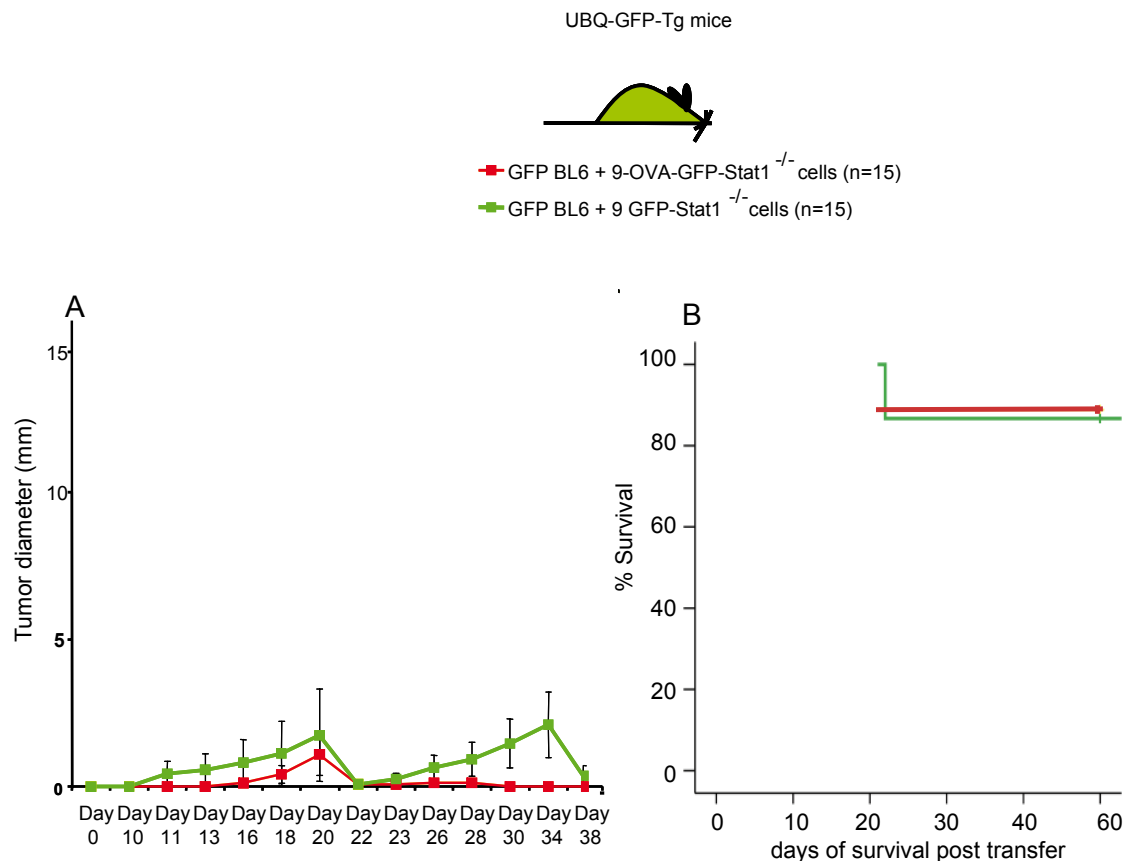 UBQ-GFP-Tg mice
GFP BL6 + 9-OVA-GFP-Stat1 -/- cells (n=15)
GFP BL6 + 9 GFP-Stat1 -/- cells (n=15)
A
15
10
5
0
Tumor diameter (mm)
Day Day Day Day Day Day Day Day Day Day Day Day Day Day
0 10 11 13 16 18 20 22 23 26 28 30 34 38
B
100
80
60
40
20
0
% Survival
0 10 20 30 40 50 60
days of survival post transfer